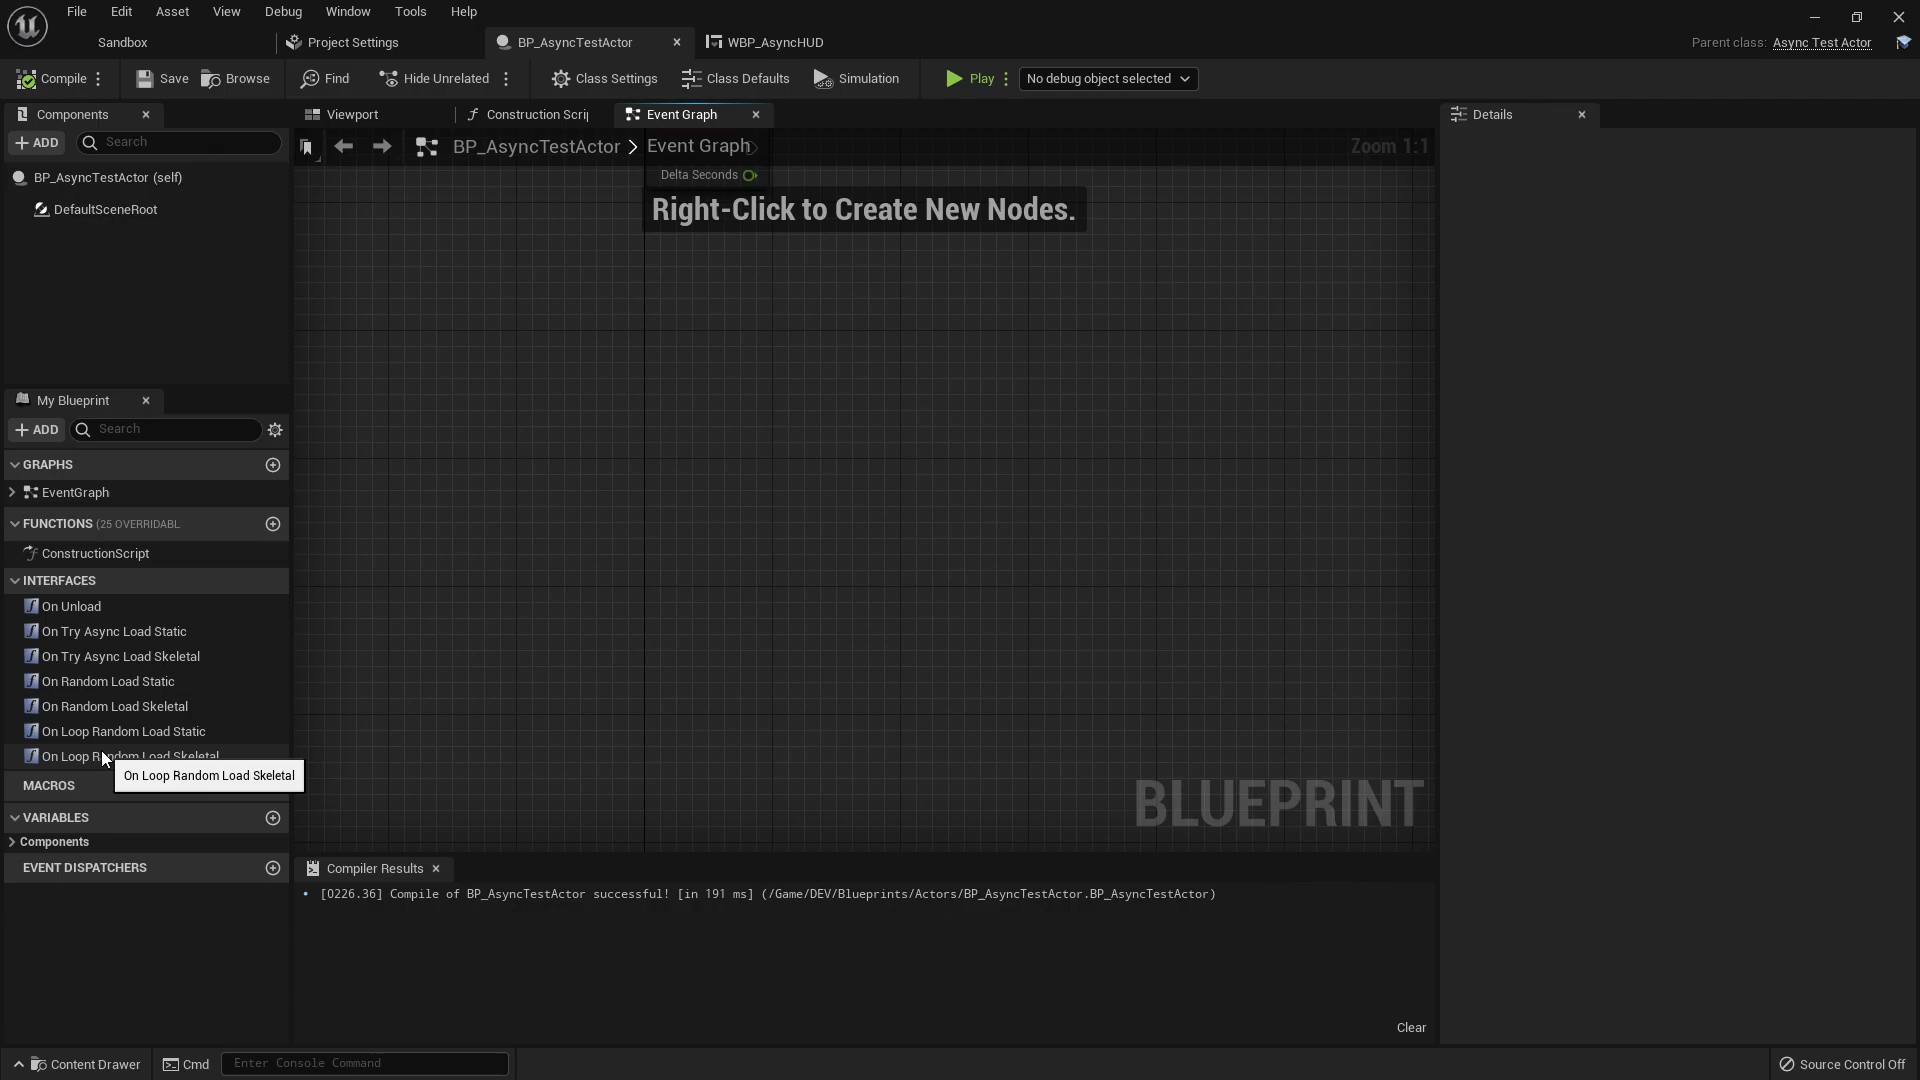 File Edit Asset View Debug Window Tools Help
Sandbox Project Settings BP_AsyncTestActor WBP_AsyncHUD Parent class: Async Test Actor
Compile Save Browse Find Hide Unrelated Class Settings Class Defaults Simulation Play No debug object selected
Components Viewport Construction Scrip Event Graph Details
ADD Search BP_AsyncTestActor > Event Graph Zoom 1:1
BP_AsyncTestActor (self) Delta Seconds
DefaultSceneRoot Right-Click to Create New Nodes.
My Blueprint
ADD Search
GRAPHS
EventGraph
FUNCTIONS (25 OVERRIDABL
ConstructionScript
INTERFACES
On Unload
On Try Async Load Static
On Try Async Load Skeletal
On Random Load Static
On Random Load Skeletal
On Loop Random Load Static
On Loop Random Load Skeletal
On Loop Random Load Skeletal
MACROS
BLUEPRINT
VARIABLES
Components
EVENT DISPATCHERS Compiler Results
[0226.36] Compile of BP_AsyncTestActor successful! [in 191 ms] (/Game/DEV/Blueprints/Actors/BP_AsyncTestActor.BP_AsyncTestActor)
Clear
Content Drawer Cmd Enter Console Command Source Control Off